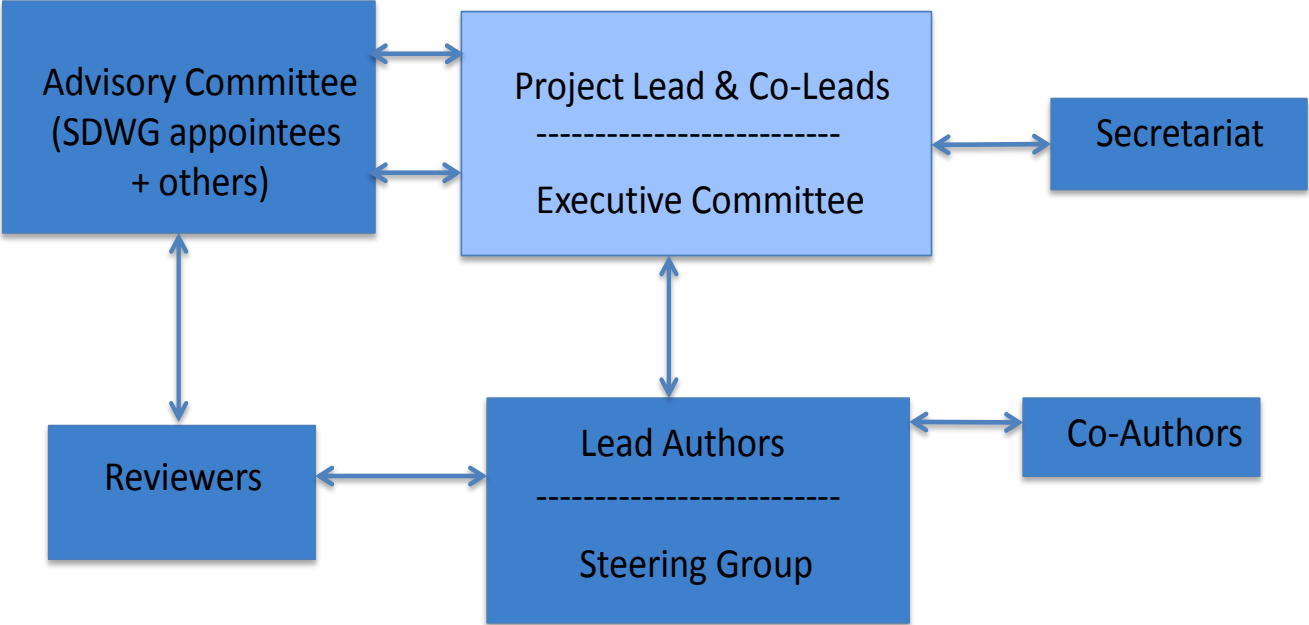 Advisory Committee
(SDWG appointees
+ others)
Project Lead & Co-Leads
--------------------------
Executive Committee
Secretariat
Reviewers
Lead Authors
--------------------------
Steering Group
Co-Authors